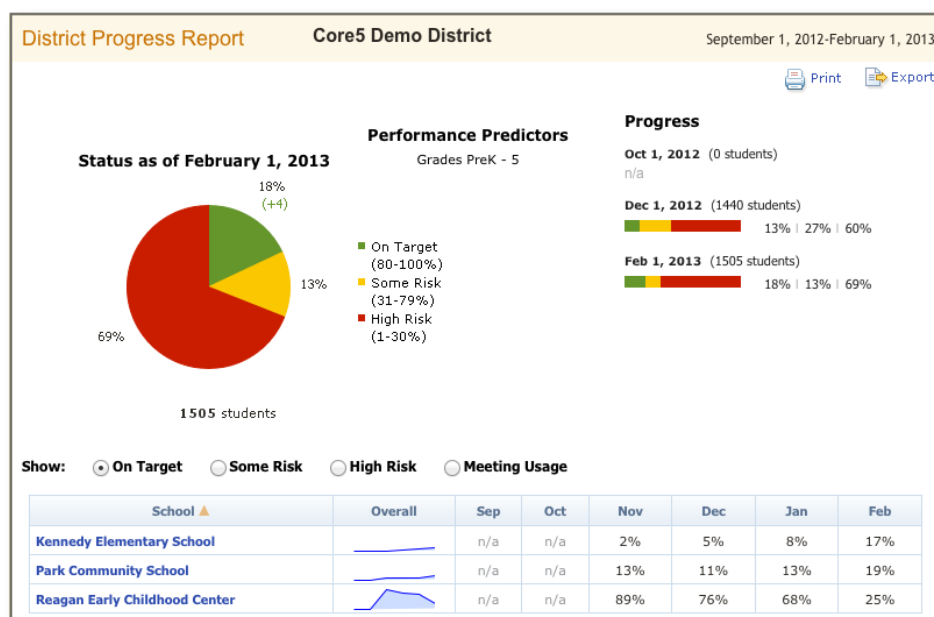 District Progress Report
Core5 Demo District
September 1, 2012-February 1, 2013
Print
Export
Status as of February 1, 2013
18%
(+4)
13%
69%
1505 students
Performance Predictors
Grades PreK - 5
On Target
(80-100%)
Some Risk
(31-79%)
High Risk
(1-30%)
Progress
Oct 1, 2012 (0 students)
n/a
Dec 1, 2012 (1440 students)
13% | 27% | 60%
Feb 1, 2013 (1505 students)
18% | 13% | 69%
Show: On Target Some Risk High Risk Meeting Usage
School Overall Sep Oct Nov Dec Jan Feb
Kennedy Elementary School n/a n/a 2% 5% 8% 17%
Park Community School n/a n/a 13% 11% 13% 19%
Reagan Early Childhood Center n/a n/a 89% 76% 68% 25%